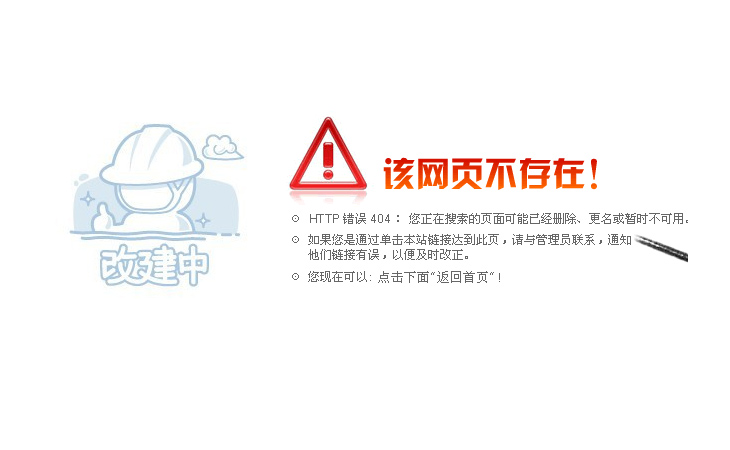 该网页不存在!
HTTP 错误 404 : 您正在搜索的页面可能已经删除、更名或暂时不可用。
如果您是通过单击本站链接达到此页，请与管理员联系，通知
他们链接有误，以便及时改正。
您现在可以: 点击下面"返回首页"!
改建中